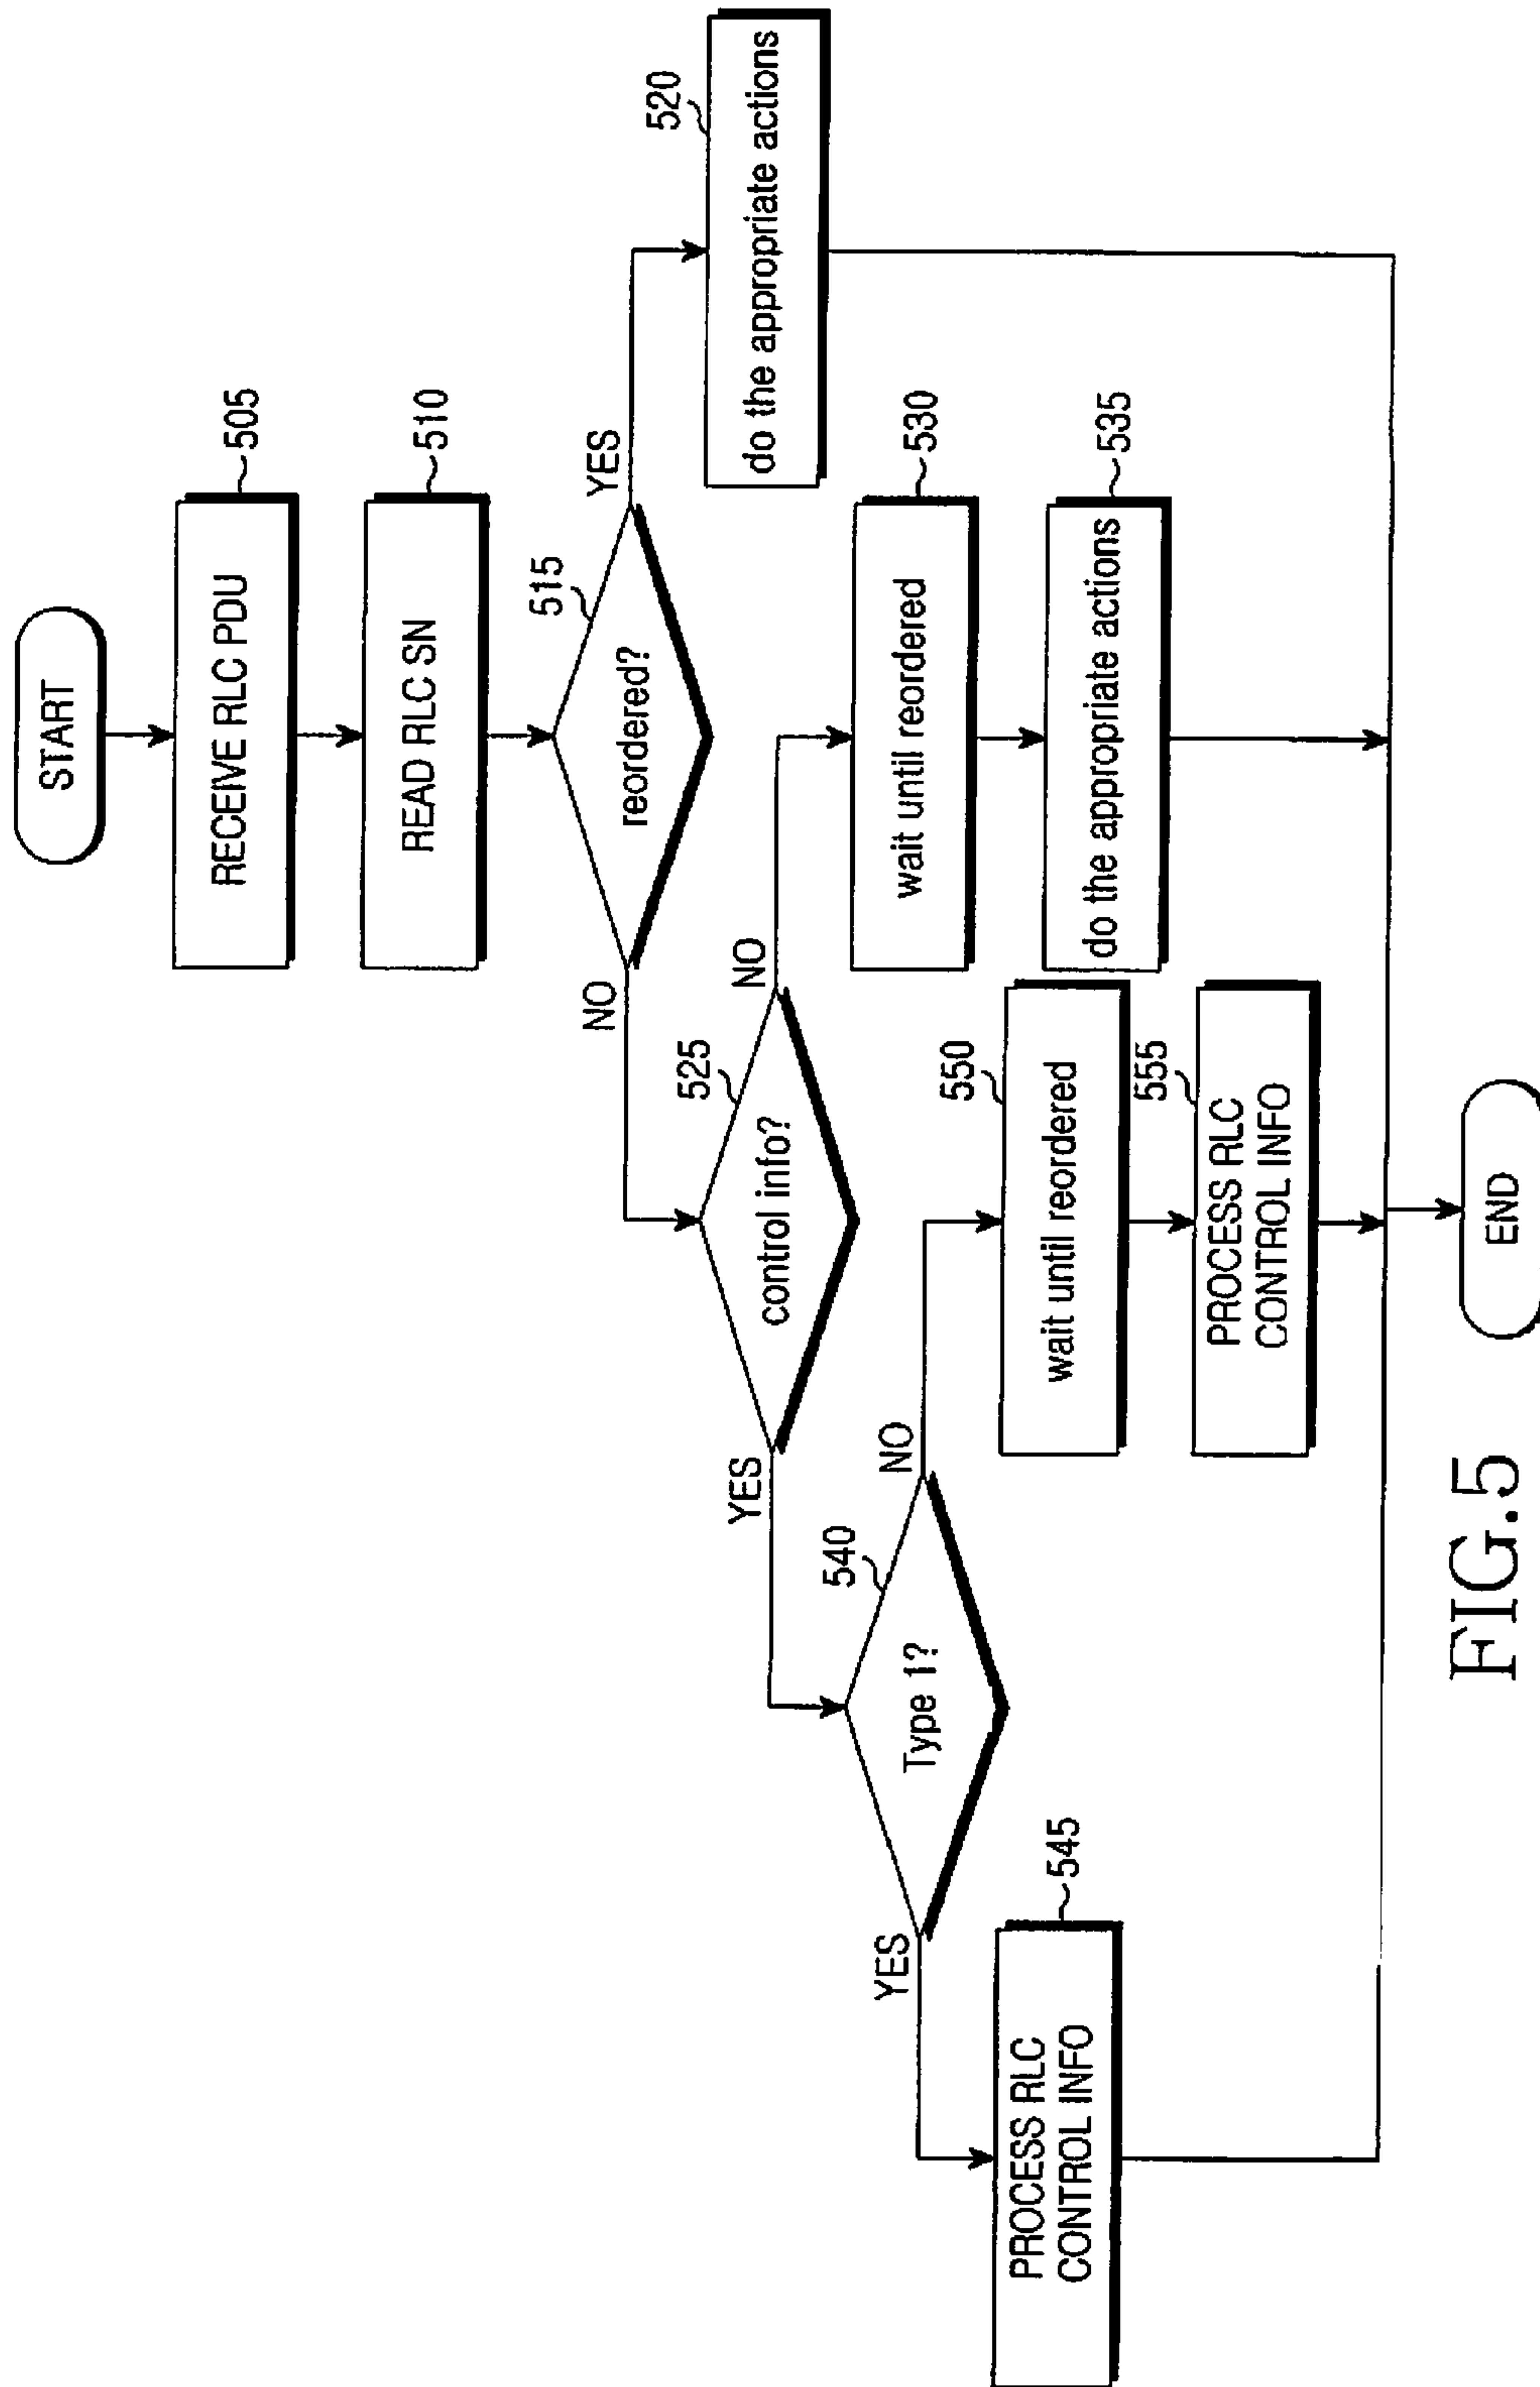 START
RECEIVE RLC PDU
505
READ RLC SN
510
515
reordered?
NO
YES
520
do the appropriate actions
525
control info?
YES
NO
530
wait until reordered
535
do the appropriate actions
540
Type 1?
YES
NO
545
PROCESS RLC
CONTROL INFO
550
wait until reordered
555
PROCESS RLC
CONTROL INFO
END
FIG.5